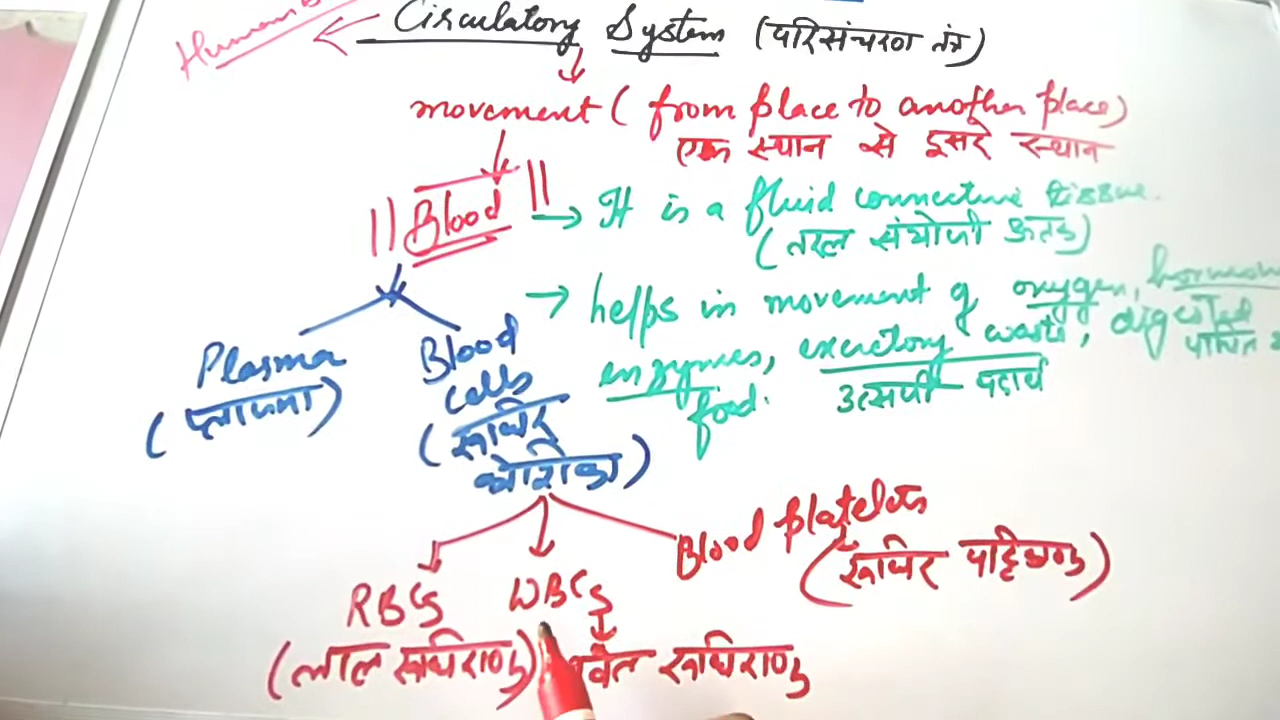 Human
Circulatory System (परिसंचरण तंत्र)
movement ( from place to another place)
एक स्थान से दूसरे स्थान
Blood → It is a fluid connective tissue.
(तरल संयोजी ऊतक)
→ helps in movement of oxygen,
enzymes, excretory waste, digested
food. उत्सर्जी पदार्थ
Plasma
(प्लाज्मा)
Blood
cells
(रुधिर
कोशिका)
RBCs
(लाल रुधिराणु)
WBCs
श्वेत रुधिराणु
Blood platelets
(रुधिर पट्टिकाणु)